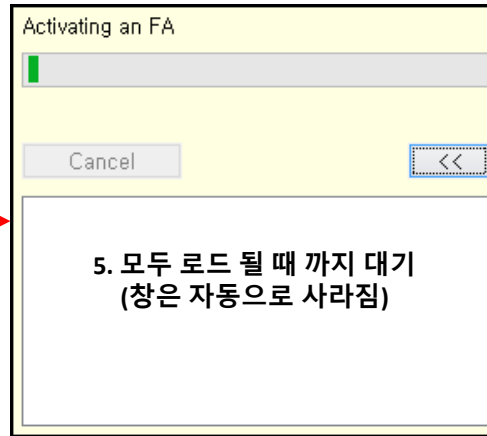 Activating an FA
Cancel <<
5. 모두 로드 될 때 까지 대기
(창은 자동으로 사라짐)